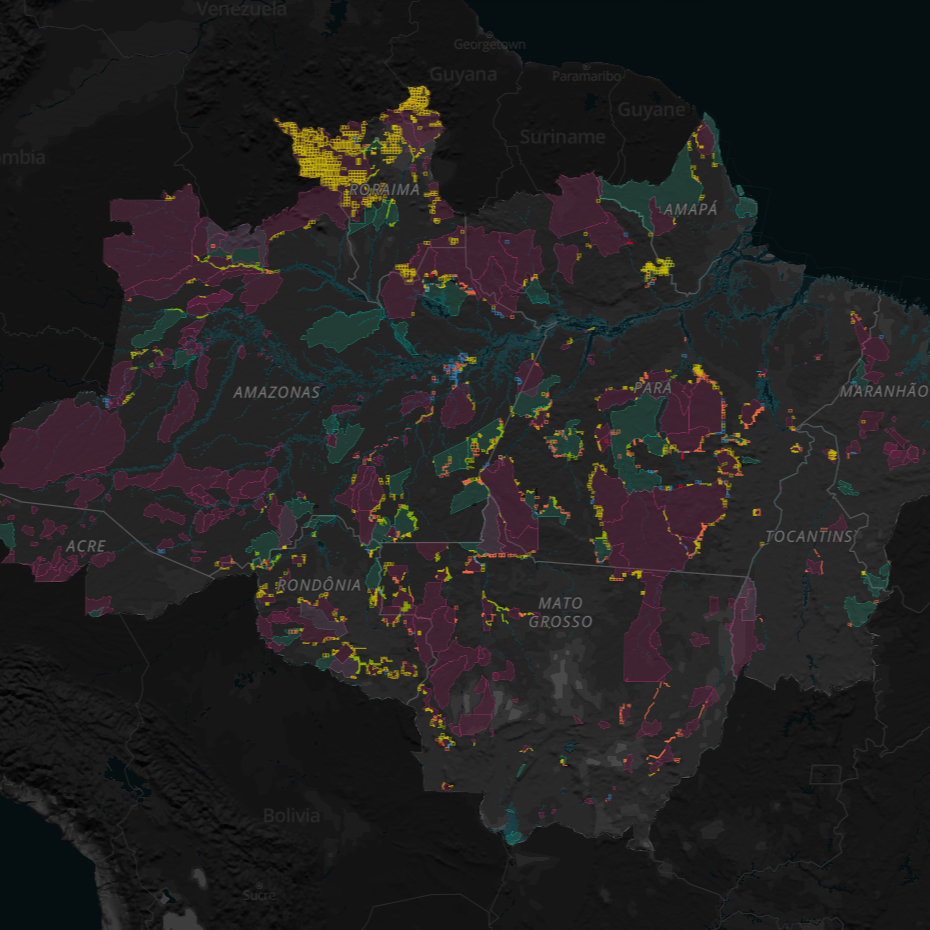 Venezuela
Georgetown
Guyana
Paramaribo
Guyane
Suriname
mbia
RORAIMA
AMAPÁ
AMAZONAS
PARÁ
MARANHÃO
ACRE
TOCANTINS
RONDÔNIA
MATO
GROSSO
Bolivia
Sucre